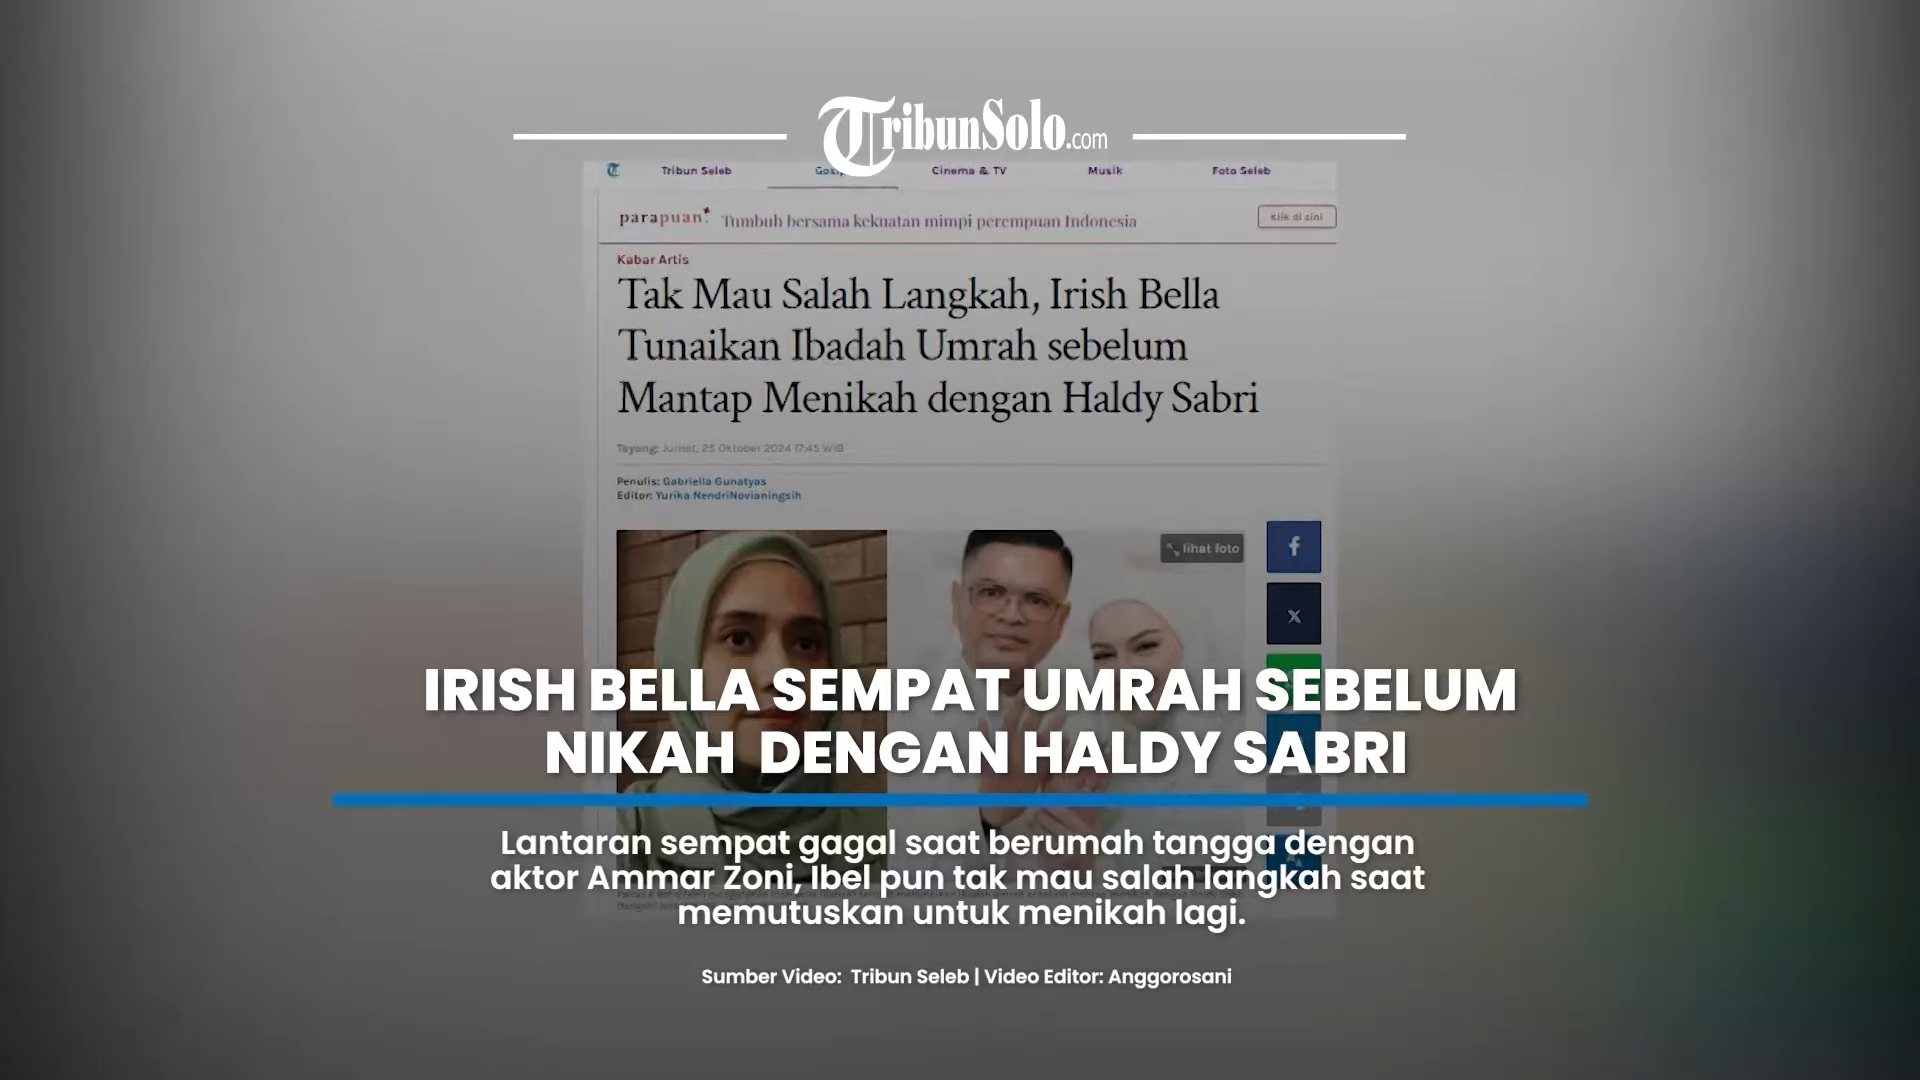 TribunSolo.com
Tribun Seleb
Cinema & TV
Musik
Foto Seleb
parapuan
Tumbuh bersama kekuatan mimpi perempuan Indonesia
Klik di sini
Kabar Artis
Tak Mau Salah Langkah, Irish Bella
Tunaikan Ibadah Umrah sebelum
Mantap Menikah dengan Haldy Sabri
Tayang: Jumat, 25 Oktober 2024 17:45 WIB
Penulis: Gabriella Gunatyas
Editor: Yurika NendriNovianingsih
lihat foto
IRISH BELLA SEMPAT UMRAH SEBELUM
NIKAH DENGAN HALDY SABRI
Lantaran sempat gagal saat berumah tangga dengan
aktor Ammar Zoni, Ibel pun tak mau salah langkah saat
memutuskan untuk menikah lagi.
Sumber Video: Tribun Seleb | Video Editor: Anggorosani